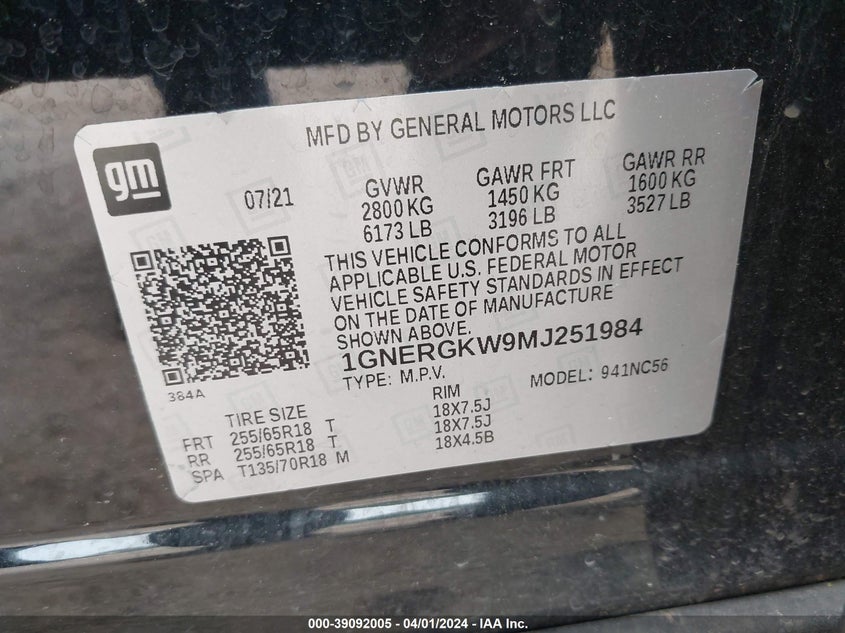 MFD BY GENERAL MOTORS LLC
gm
07/21
GVWR
2800 KG
6173 LB
GAWR FRT
1450 KG
3196 LB
GAWR RR
1600 KG
3527 LB
THIS VEHICLE CONFORMS TO ALL
APPLICABLE U.S. FEDERAL MOTOR
VEHICLE SAFETY STANDARDS IN EFFECT
ON THE DATE OF MANUFACTURE
SHOWN ABOVE.
1GNERGKW9MJ251984
TYPE: M.P.V.
MODEL: 941NC56
384A
TIRE SIZE
RIM
FRT 255/65R18 T 18X7.5J
RR 255/65R18 T 18X7.5J
SPA T135/70R18 M 18X4.5B
000-39092005 - 04/01/2024 - IAA Inc.